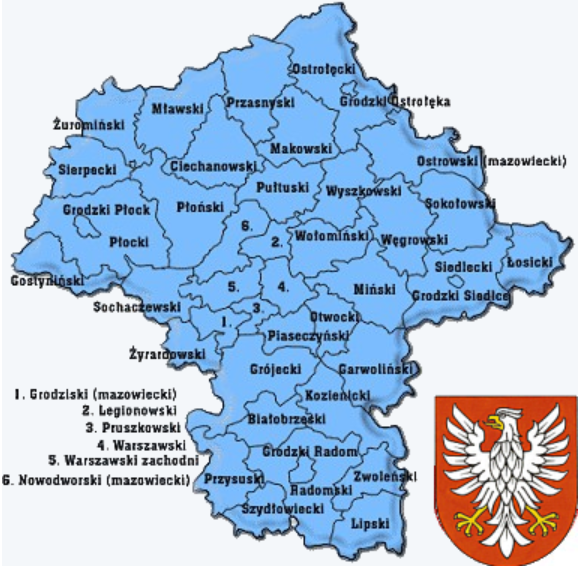 Ostrołęcki
Mławski
Przasnyski
Grodzki Ostrołęka
Żuromiński
Makowski
Sierpecki
Ciechanowski
Ostrowski (mazowiecki)
Pułtuski
Wyszkowski
Sokołowski
Grodzki Płock
Płoński
6.
Wołomiński
Węgrowski
Płocki
2.
Łosicki
Siedlecki
Gostyniński
5.
4.
Miński
Grodzki Siedlce
Sochaczewski
3.
Otwocki
1.
Piaseczyński
Żyrardowski
Grójecki
Garwoliński
Kozienicki
Białobrzeski
Grodzki Radom
Przysuski
Zwoleński
Radomski
Szydłowiecki
Lipski
1. Grodziski (mazowiecki)
2. Legionowski
3. Pruszkowski
4. Warszawski
5. Warszawski zachodni
6. Nowodworski (mazowiecki)